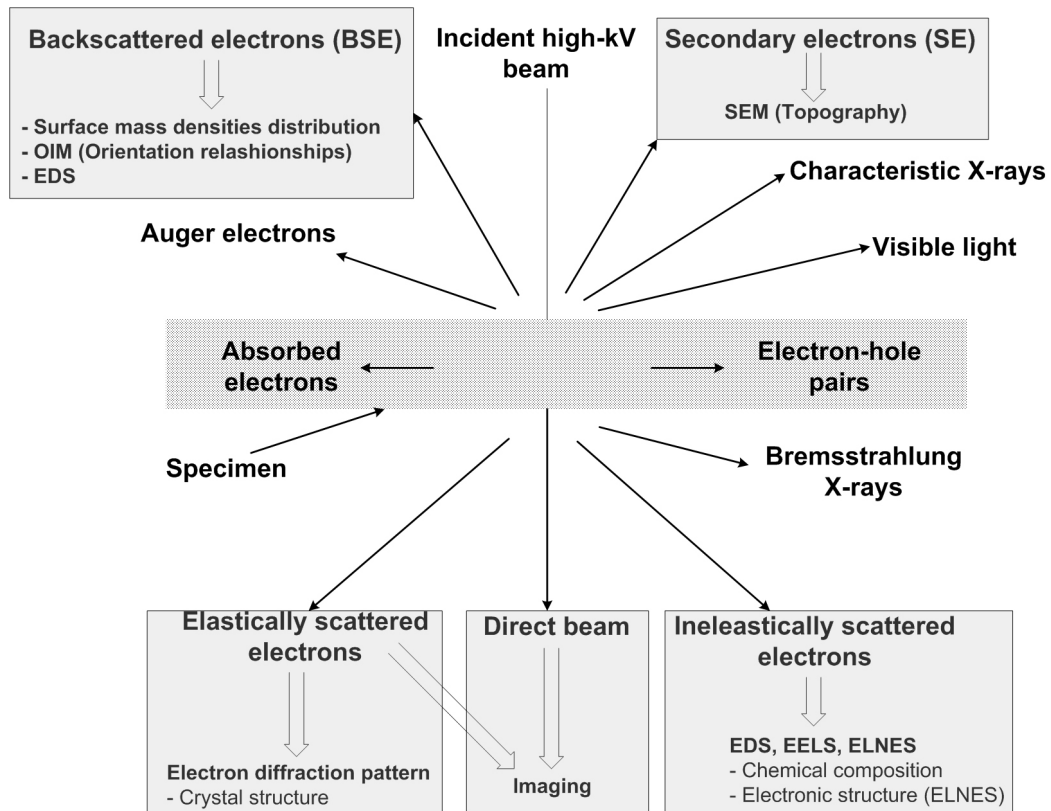 Backscattered electrons (BSE)
- Surface mass densities distribution
- OIM (Orientation relashionships)
- EDS
Incident high-kV
beam
Secondary electrons (SE)
SEM (Topography)
Characteristic X-rays
Auger electrons
Visible light
Absorbed
electrons
Electron-hole
pairs
Specimen
Bremsstrahlung
X-rays
Elastically scattered
electrons
Electron diffraction pattern
- Crystal structure
Direct beam
Imaging
Ineleastically scattered
electrons
EDS, EELS, ELNES
- Chemical composition
- Electronic structure (ELNES)